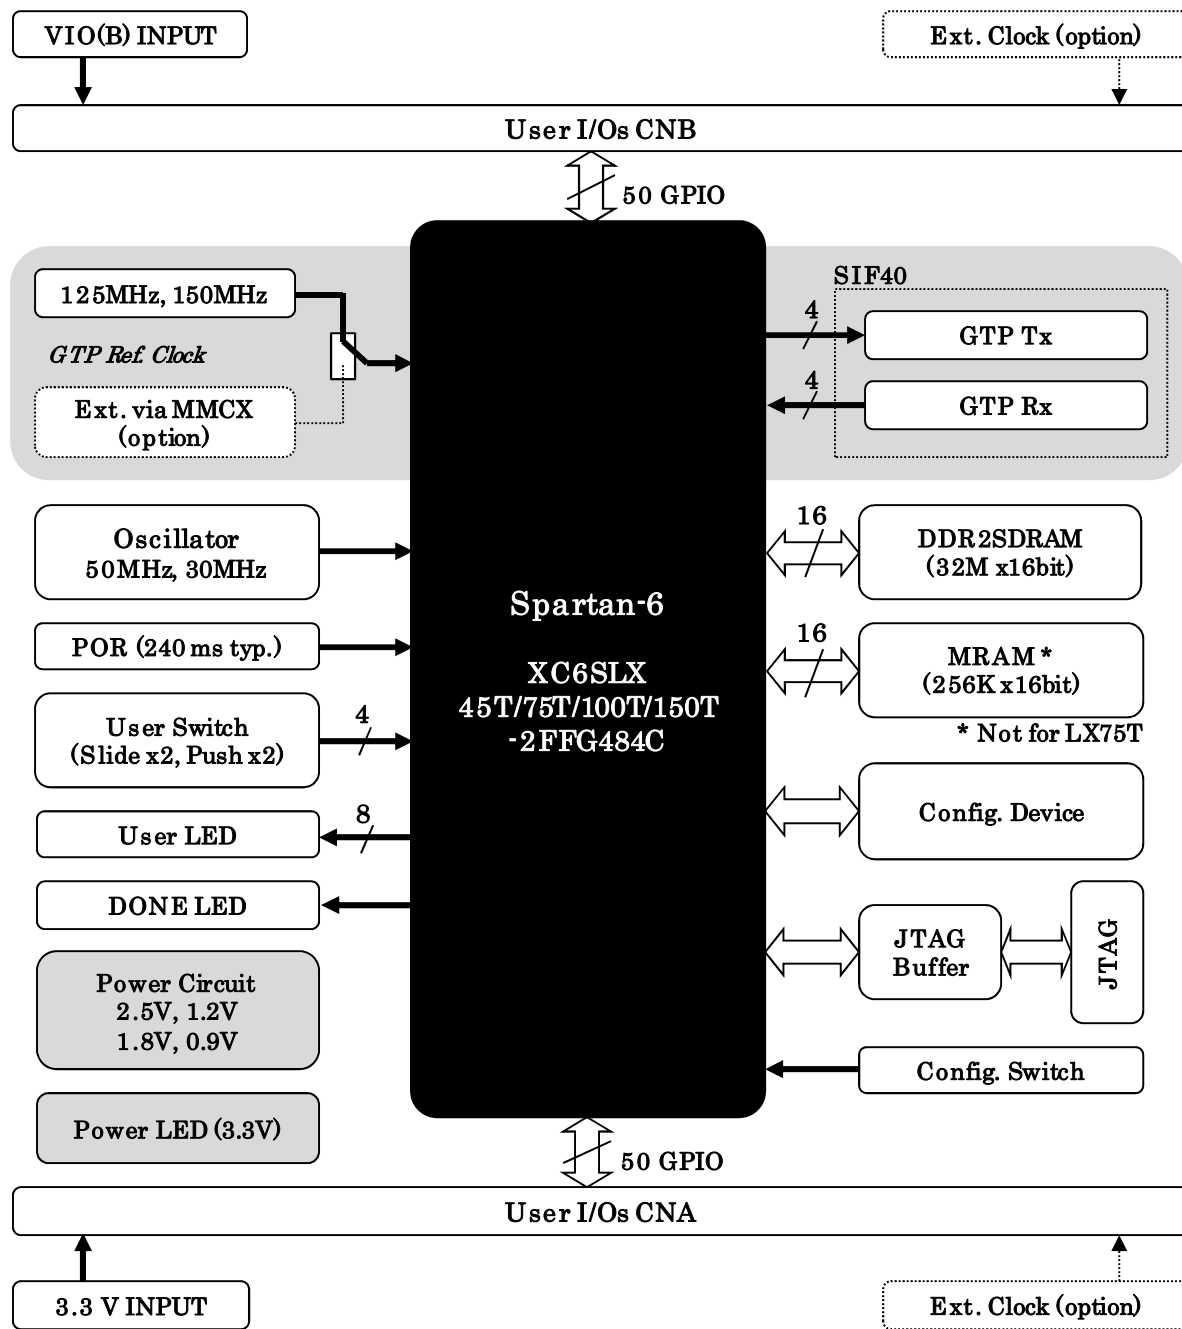 VIO(B) INPUT
Ext. Clock (option)
User I/Os CNB
50 GPIO
125MHz, 150MHz
GTP Ref. Clock
Ext. via MMCX
(option)
SIF40
4
GTP Tx
4
GTP Rx
Oscillator
50MHz, 30MHz
POR (240 ms typ.)
User Switch
(Slide x2, Push x2)
4
User LED
8
DONE LED
Power Circuit
2.5V, 1.2V
1.8V, 0.9V
Power LED (3.3V)
Spartan-6
XC6SLX
45T/75T/100T/150T
-2FFG484C
16
DDR2SDRAM
(32M x16bit)
16
MRAM *
(256K x16bit)
* Not for LX75T
Config. Device
JTAG
Buffer
JTAG
Config. Switch
50 GPIO
User I/Os CNA
3.3 V INPUT
Ext. Clock (option)